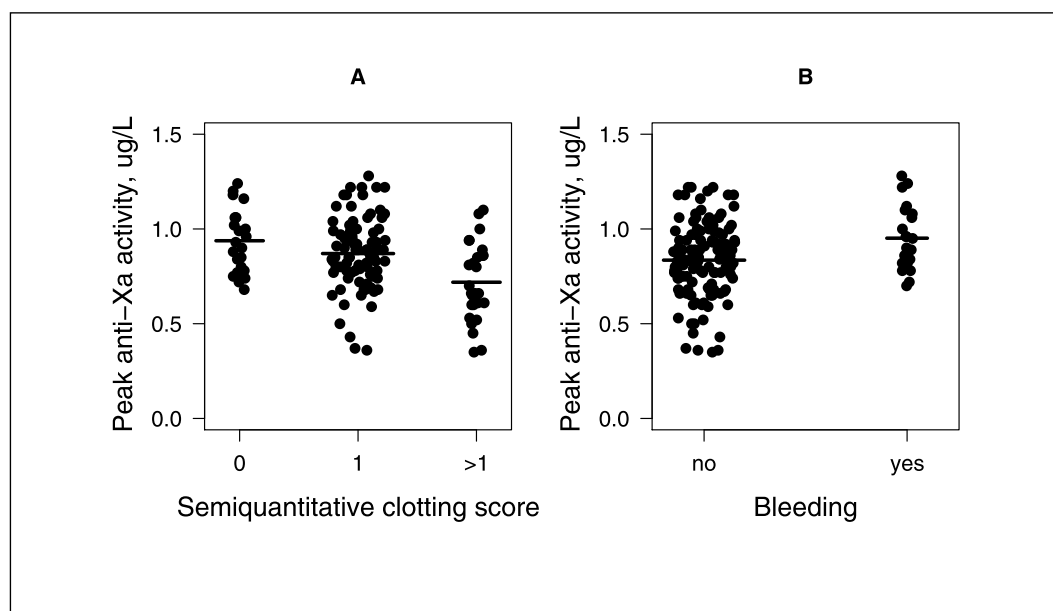 A
Peak anti−Xa activity, ug/L
1.5
1.0
0.5
0.0
0 1 >1
Semiquantitative clotting score
B
Peak anti−Xa activity, ug/L
1.5
1.0
0.5
0.0
no yes
Bleeding